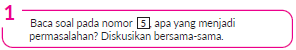 1
Baca soal pada nomor 5, apa yang menjadi
permasalahan? Diskusikan bersama-sama.